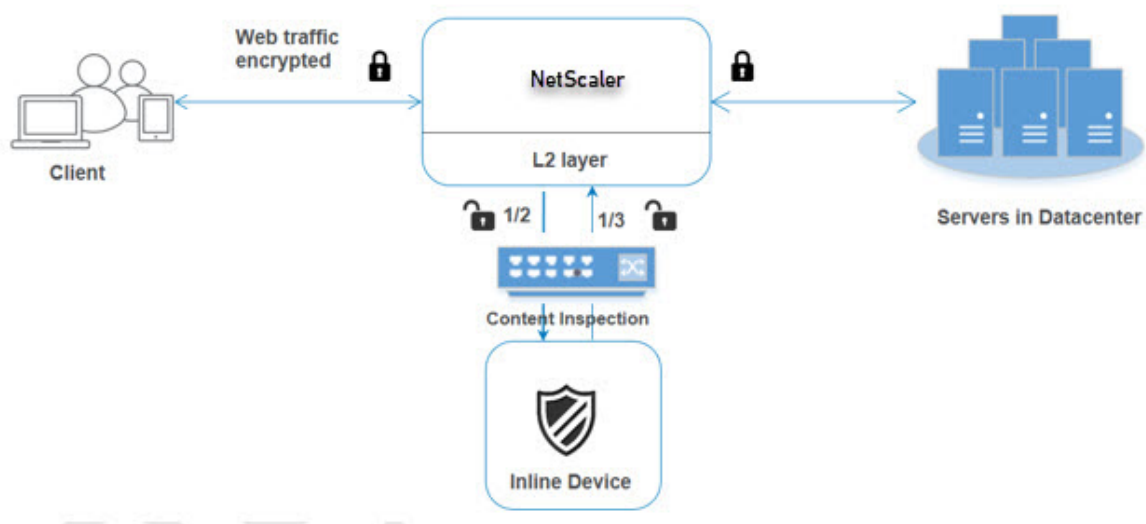 Web traffic
encrypted
NetScaler
L2 layer
Client
Servers in Datacenter
1/2
1/3
Content Inspection
Inline Device